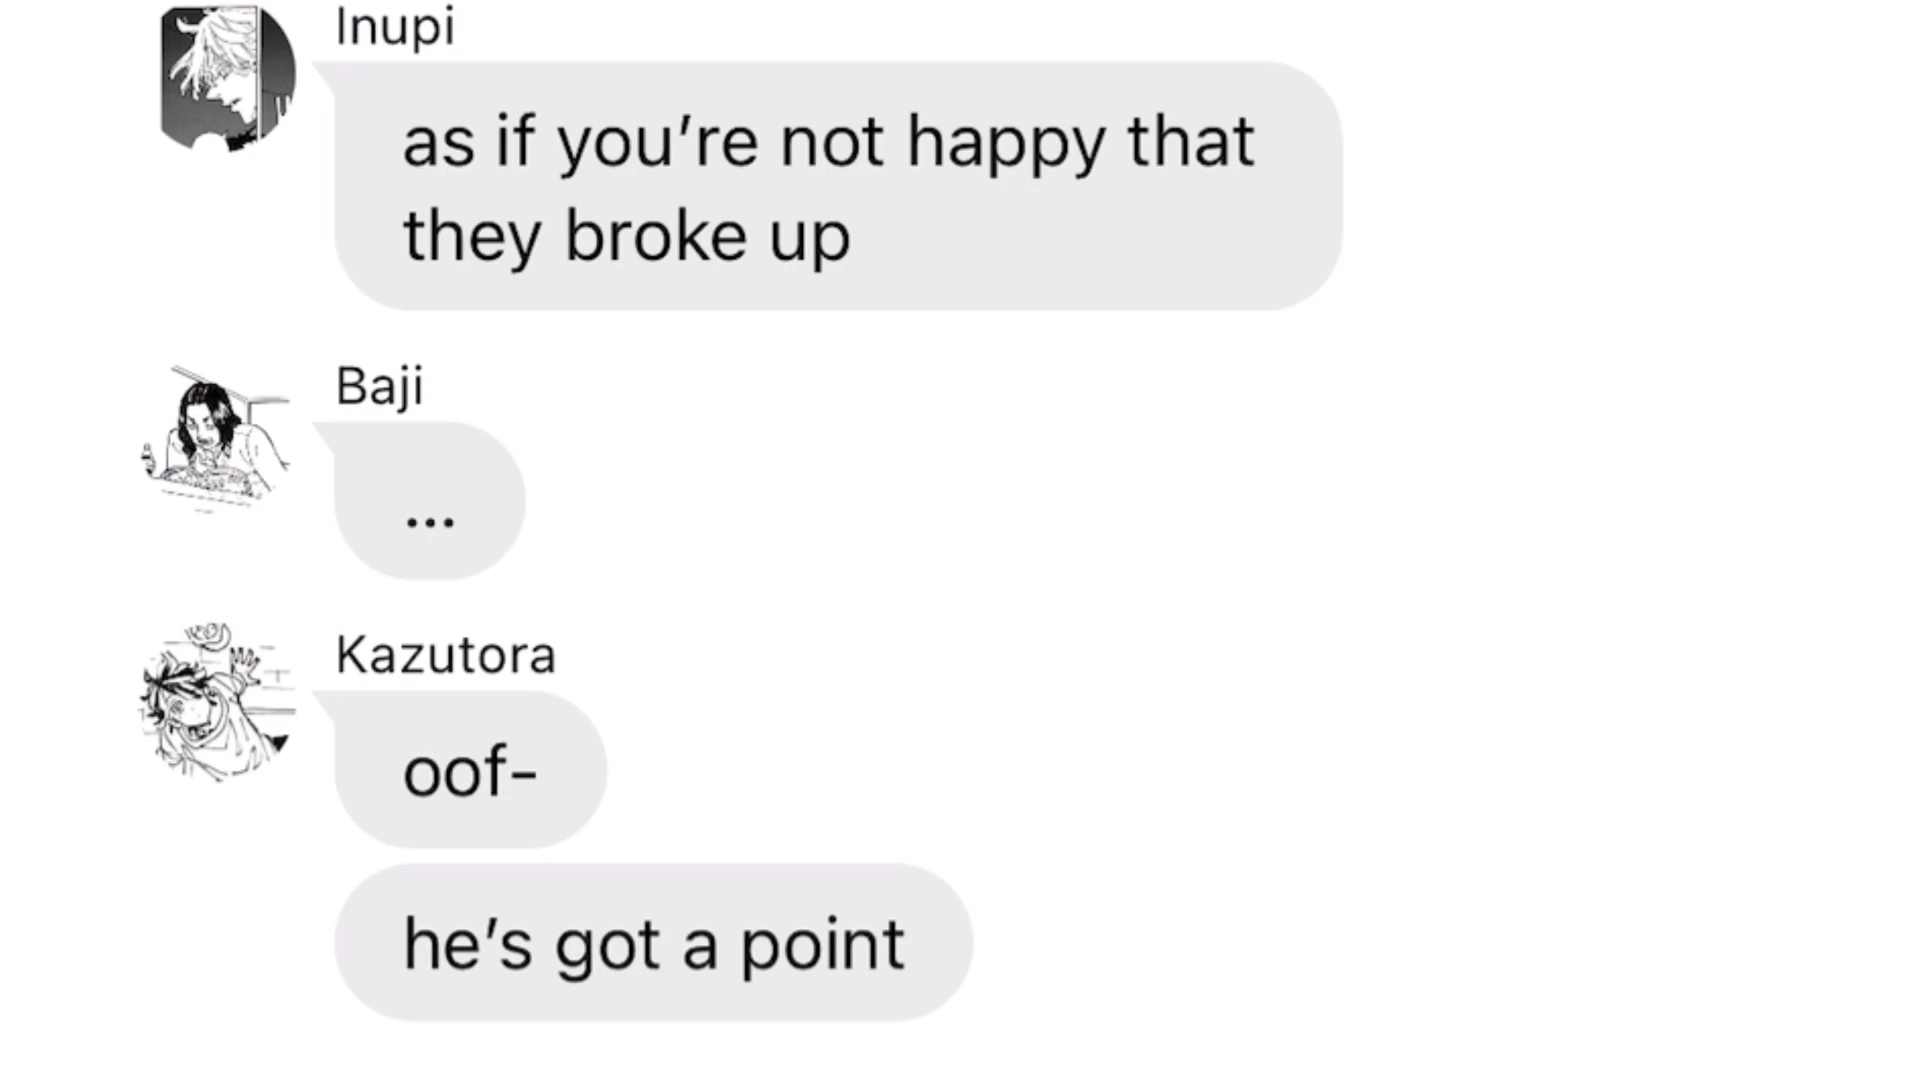 Inupi
as if you’re not happy that
they broke up
Baji
...
Kazutora
oof-
he’s got a point